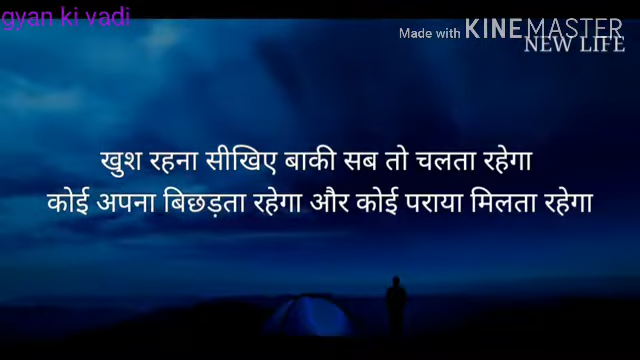 gyan ki vadi
Made with KINEMASTER
NEW LIFE
खुश रहना सीखिए बाकी सब तो चलता रहेगा
कोई अपना बिछड़ता रहेगा और कोई पराया मिलता रहेगा